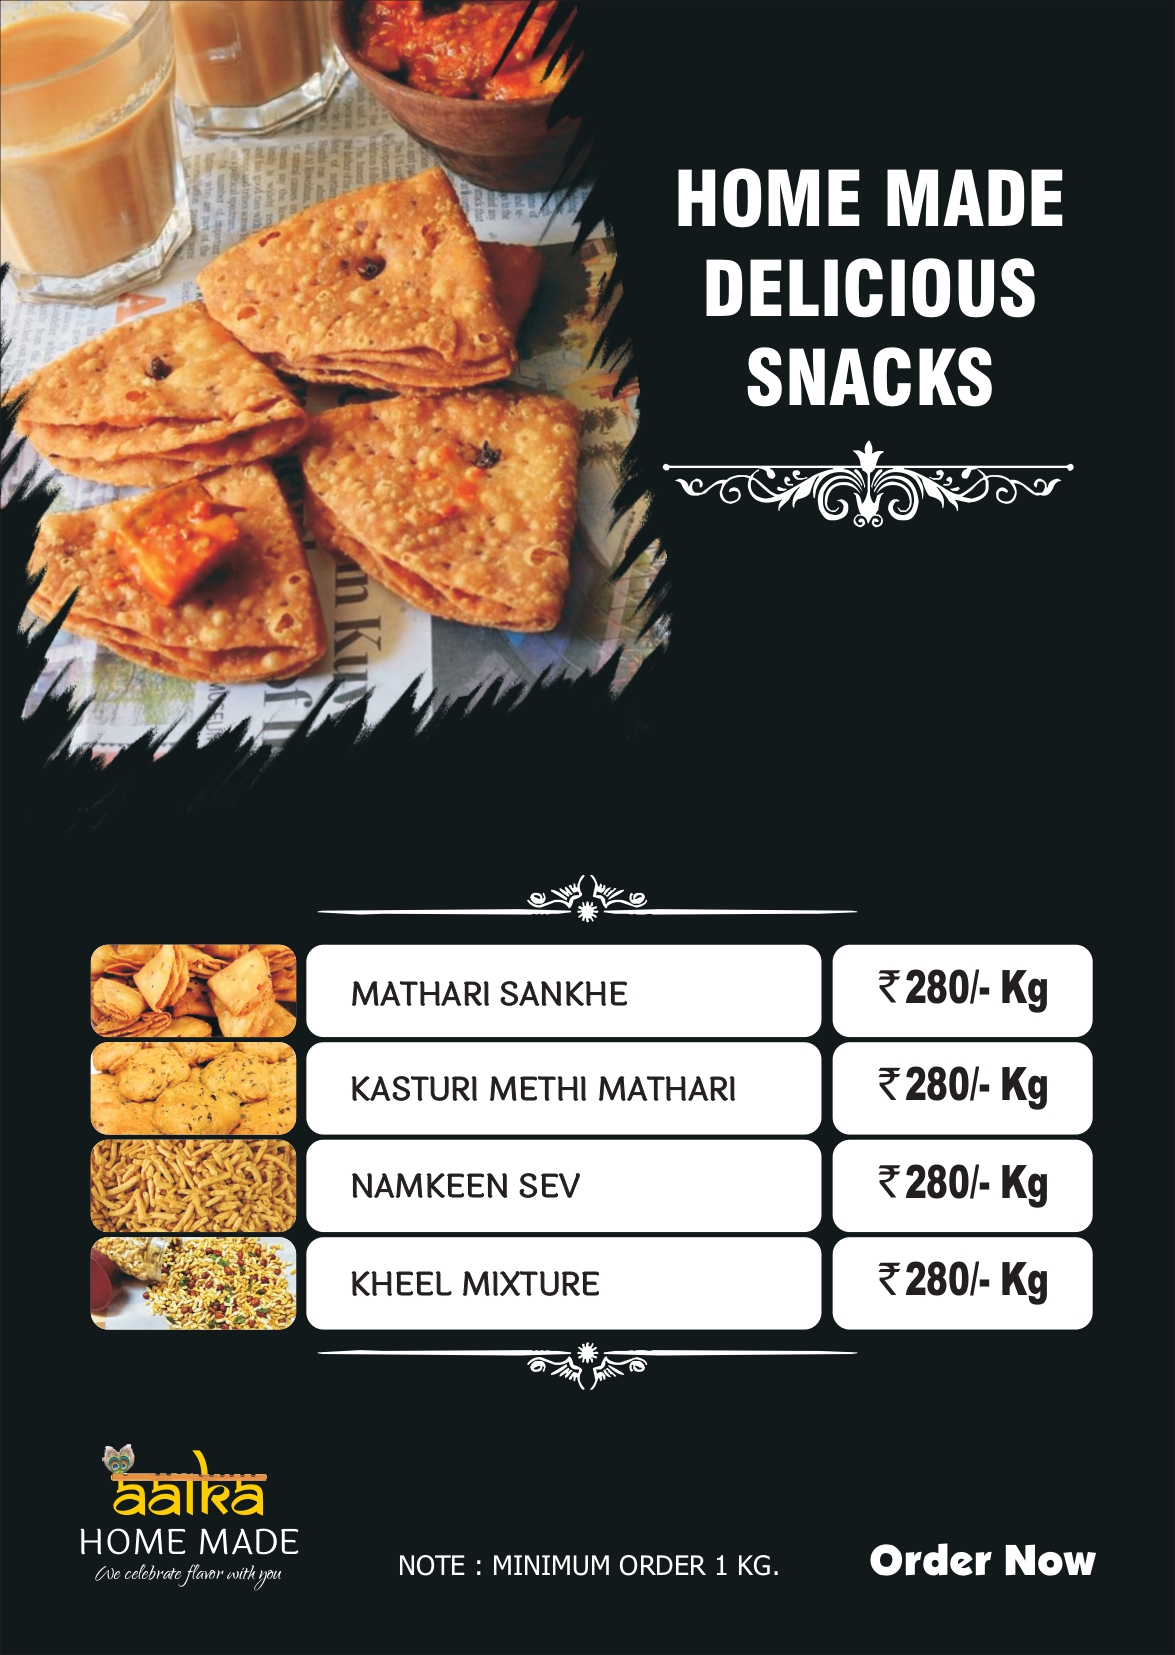 HOME MADE
DELICIOUS
SNACKS
MATHARI SANKHE
₹280/- Kg
KASTURI METHI MATHARI
₹280/- Kg
NAMKEEN SEV
₹280/- Kg
KHEEL MIXTURE
₹280/- Kg
aalka
HOME MADE
We celebrate flavor with you
NOTE : MINIMUM ORDER 1 KG.
Order Now